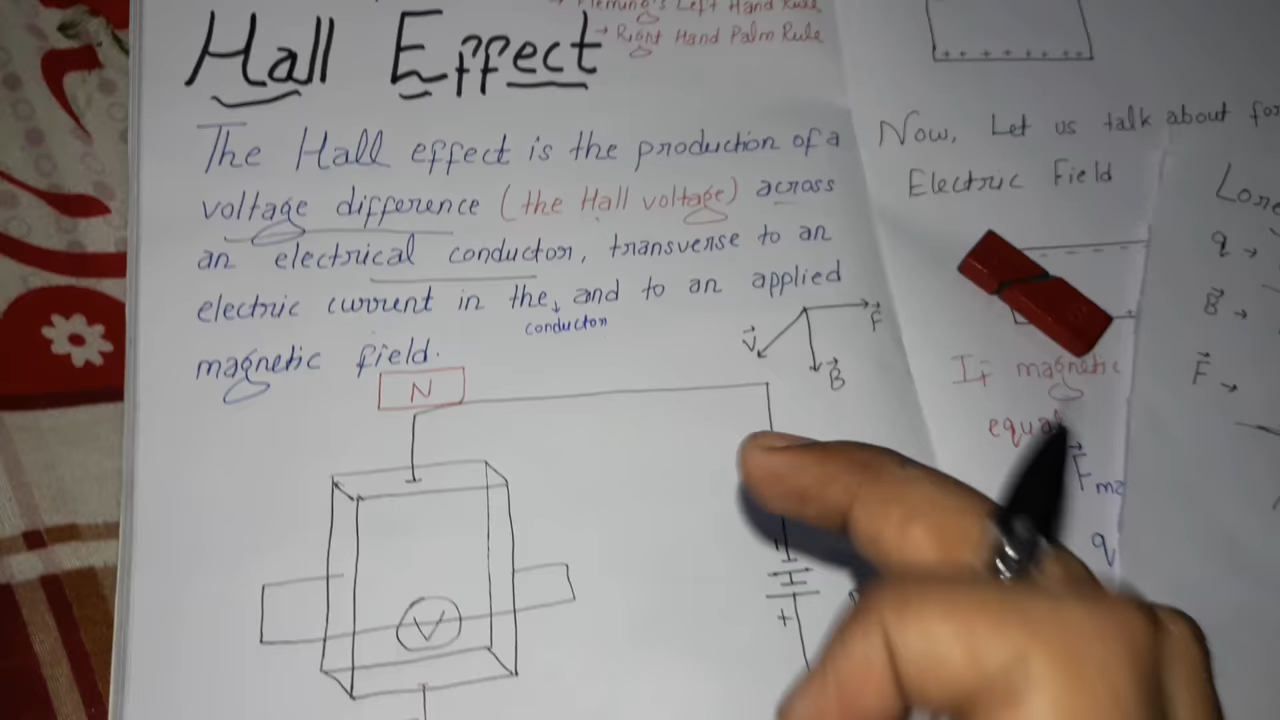 → Fleming's Left Hand Rule
→ Right Hand Palm Rule
Hall Effect
The Hall effect is the production of a
voltage difference (the Hall voltage) across
an electrical conductor, transverse to an
electric current in the, and to an applied
conductor
magnetic field.
V
F
B
N
V
+
+ + + + + + +
Now, Let us talk about
Electric Field
If magnetic
F
q
q →
B →
F →